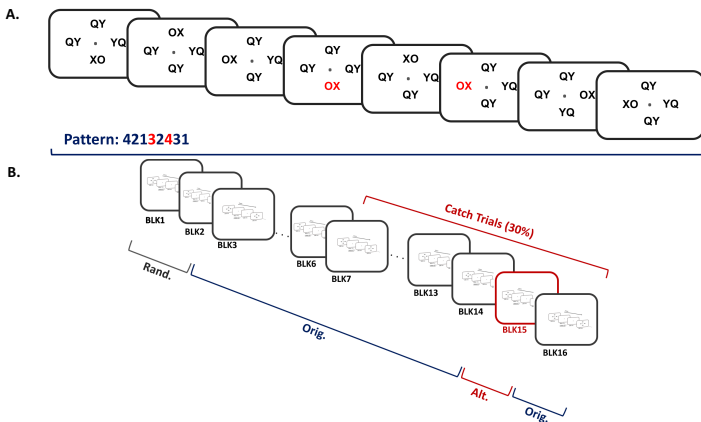 A.
QY
QY YQ
XO
OX
QY YQ
QY
QY
OX YQ
QY
QY
QY QY
OX
XO
QY YQ
QY
QY
OX YQ
QY
QY
QY OX
YQ
QY
XO YQ
QY
Pattern: 42132431
B.
BLK1
BLK2
BLK3
BLK6
BLK7
BLK13
BLK14
BLK15
BLK16
Catch Trials (30%)
Rand.
Orig.
Alt.
Orig.